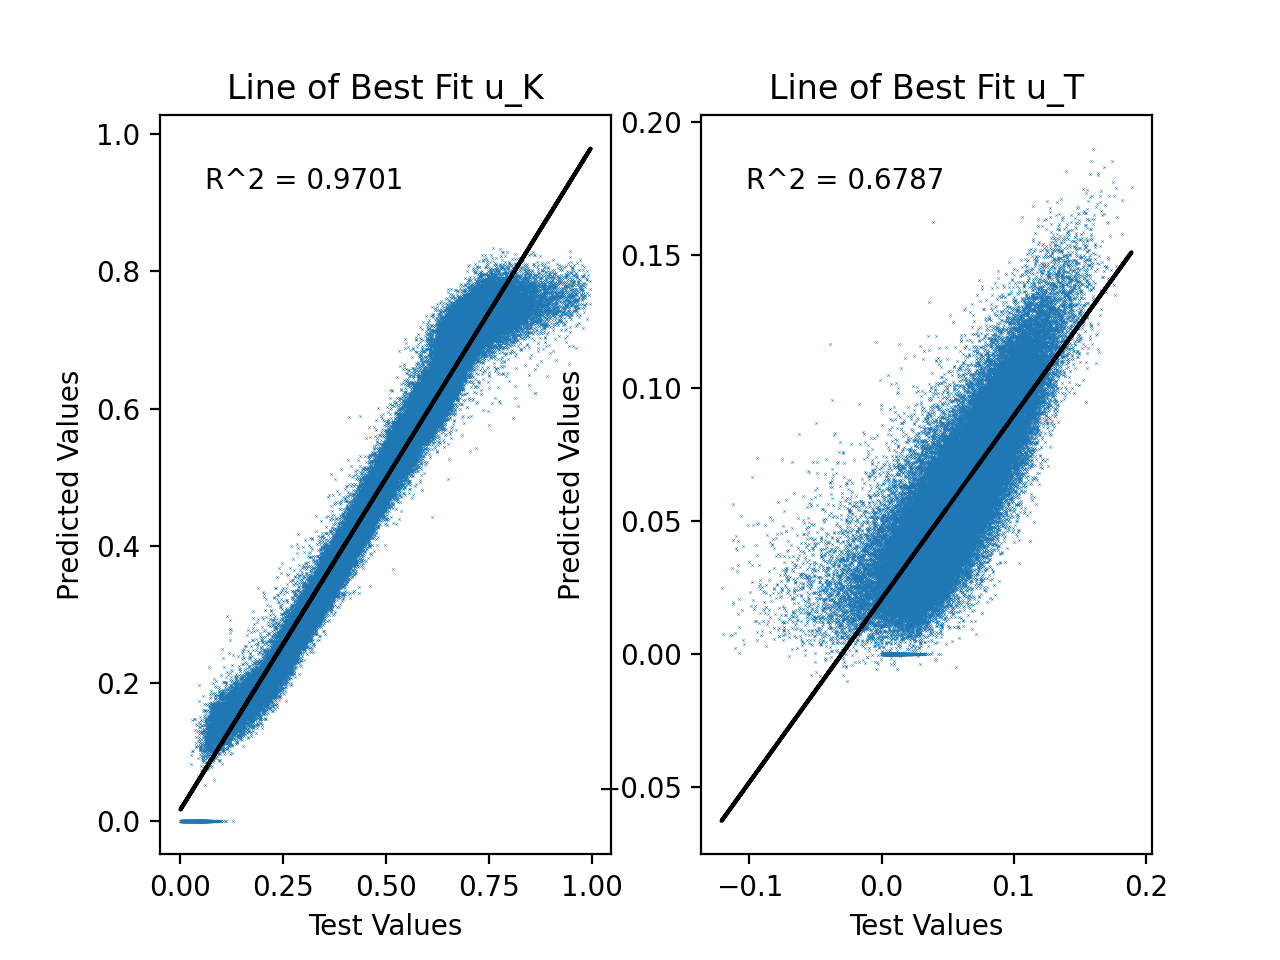 Line of Best Fit u_K
R^2 = 0.9701
1.0
0.8
0.6
0.4
0.2
0.0
Predicted Values
0.00 0.25 0.50 0.75 1.00
Test Values
Line of Best Fit u_T
R^2 = 0.6787
0.20
0.15
0.10
0.05
0.00
−0.05
Predicted Values
−0.1 0.0 0.1 0.2
Test Values